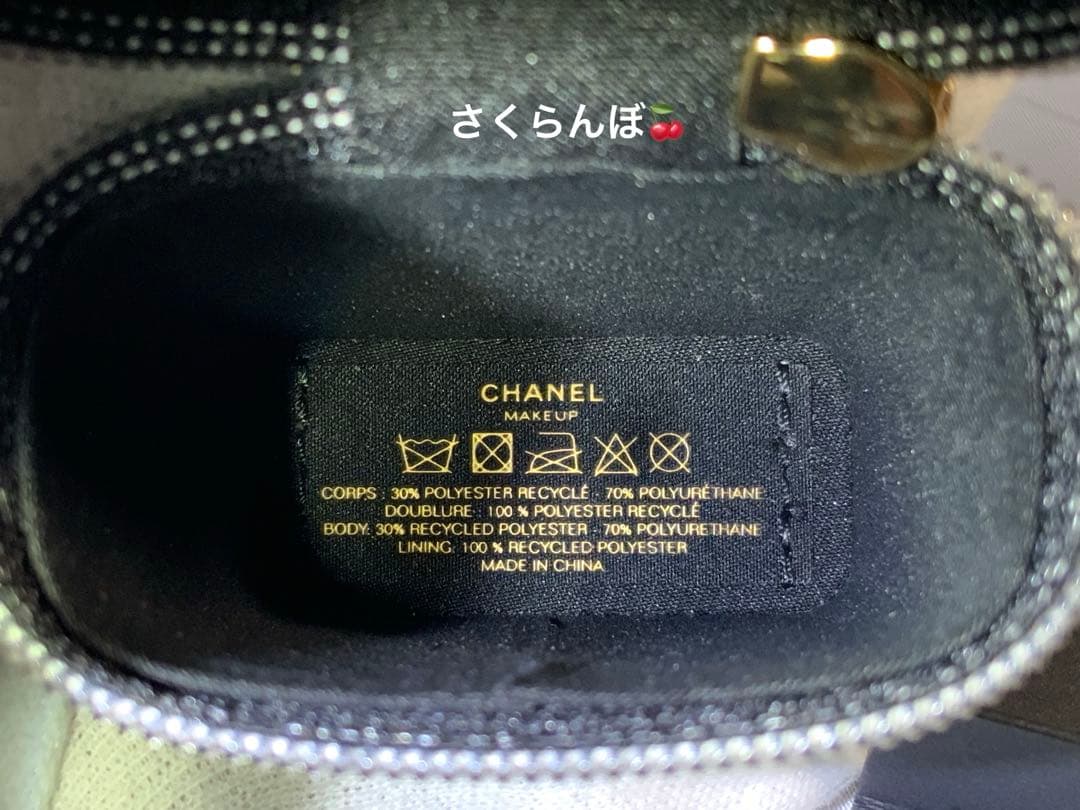 さくらんぼ🍒
CHANEL
MAKEUP
CORPS : 30% POLYESTER RECYCLÉ - 70% POLYURÉTHANE
DOUBLURE : 100 % POLYESTER RECYCLÉ
BODY: 30% RECYCLED POLYESTER - 70% POLYURETHANE
LINING: 100 % RECYCLED POLYESTER
MADE IN CHINA